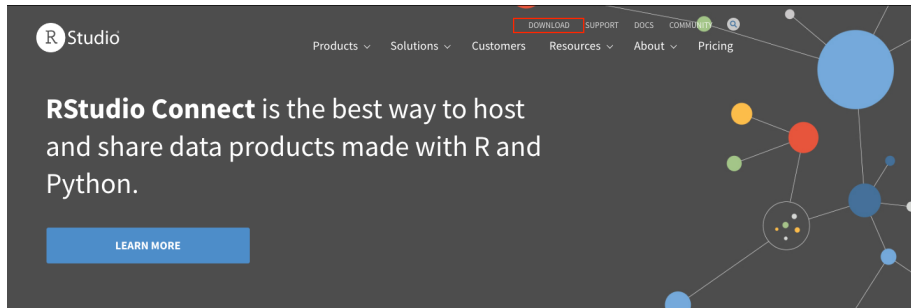 R Studio
DOWNLOAD SUPPORT DOCS COMMUNITY
Products Solutions Customers Resources About Pricing
RStudio Connect is the best way to host
and share data products made with R and
Python.
LEARN MORE